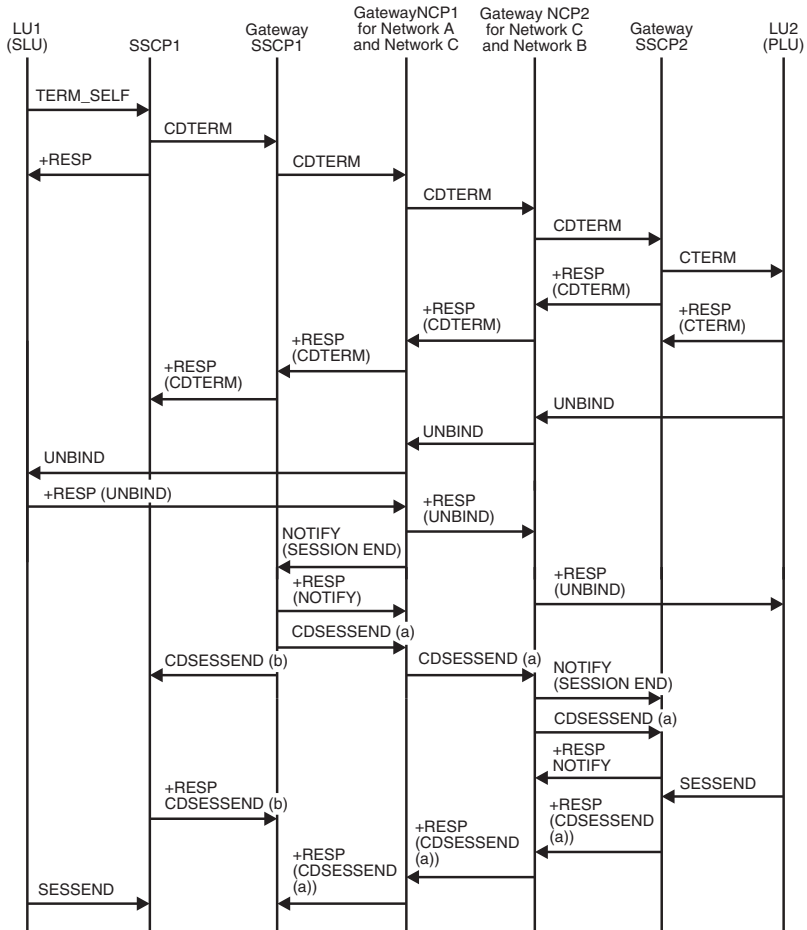 LU1
(SLU)
SSCP1
Gateway
SSCP1
GatewayNCP1
for Network A
and Network C
Gateway NCP2
for Network C
and Network B
Gateway
SSCP2
LU2
(PLU)
TERM_SELF
CDTERM
+RESP
CDTERM
CDTERM
CDTERM
CTERM
+RESP
(CDTERM)
+RESP
(CTERM)
+RESP
(CDTERM)
+RESP
(CDTERM)
+RESP
(CDTERM)
UNBIND
UNBIND
UNBIND
+RESP (UNBIND)
+RESP
(UNBIND)
NOTIFY
(SESSION END)
+RESP
(NOTIFY)
+RESP
(UNBIND)
CDSESSEND (a)
CDSESSEND (b)
CDSESSEND (a)
NOTIFY
(SESSION END)
CDSESSEND (a)
+RESP
NOTIFY
SESSEND
+RESP
CDSESSEND (b)
+RESP
(CDSESSEND
(a))
+RESP
(CDSESSEND
(a))
+RESP
(CDSESSEND
(a))
SESSEND